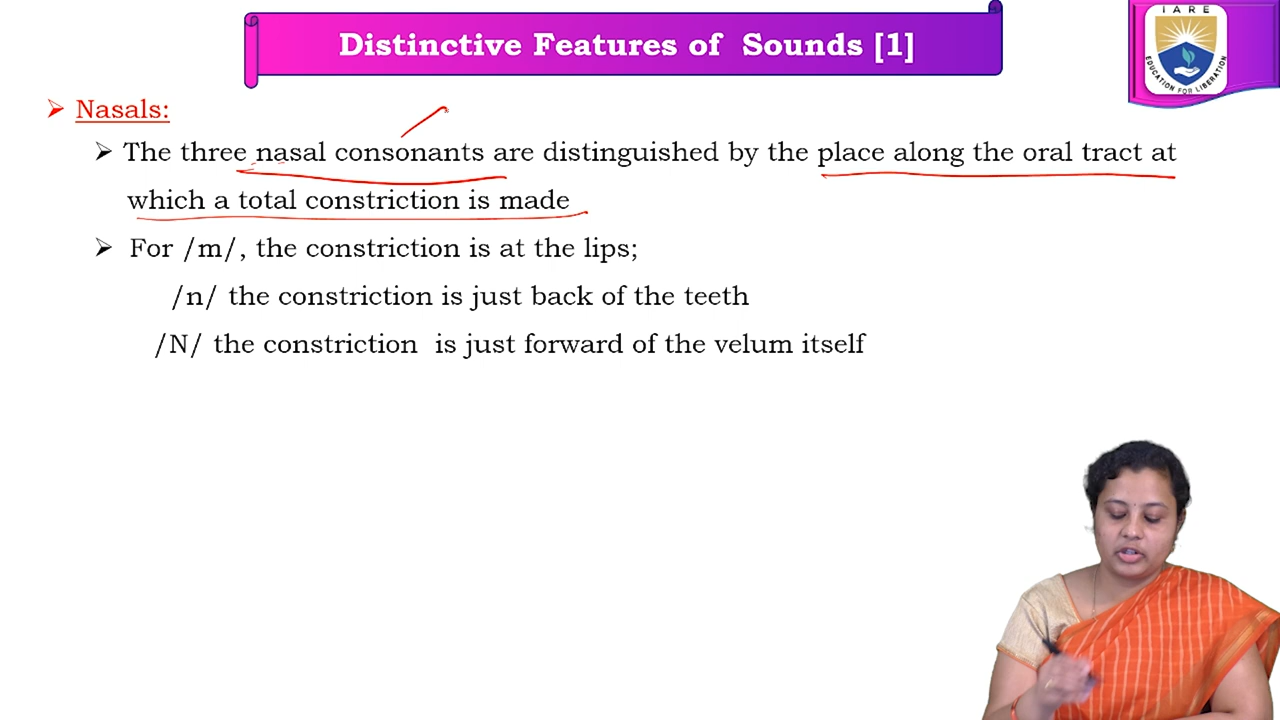 Distinctive Features of Sounds [1]
IARE
EDUCATION FOR LIBERATION
➢ Nasals:
➢ The three nasal consonants are distinguished by the place along the oral tract at
which a total constriction is made
➢ For /m/, the constriction is at the lips;
/n/ the constriction is just back of the teeth
/N/ the constriction is just forward of the velum itself